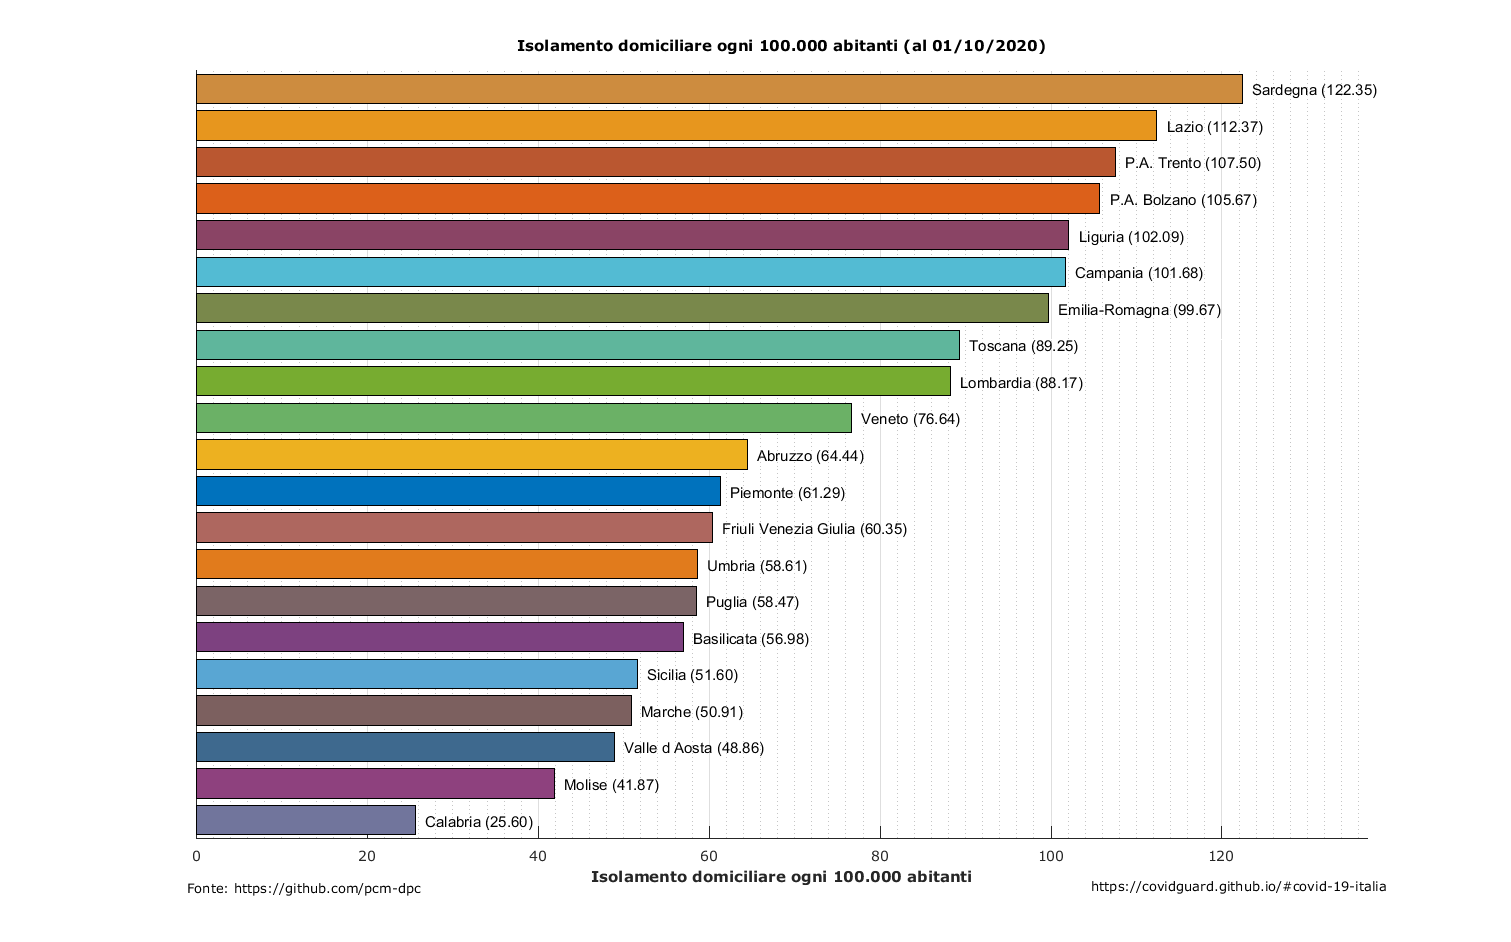 Isolamento domiciliare ogni 100.000 abitanti (al 01/10/2020)
Sardegna (122.35)
Lazio (112.37)
P.A. Trento (107.50)
P.A. Bolzano (105.67)
Liguria (102.09)
Campania (101.68)
Emilia-Romagna (99.67)
Toscana (89.25)
Lombardia (88.17)
Veneto (76.64)
Abruzzo (64.44)
Piemonte (61.29)
Friuli Venezia Giulia (60.35)
Umbria (58.61)
Puglia (58.47)
Basilicata (56.98)
Sicilia (51.60)
Marche (50.91)
Valle d Aosta (48.86)
Molise (41.87)
Calabria (25.60)
0 20 40 60 80 100 120
Isolamento domiciliare ogni 100.000 abitanti
Fonte: https://github.com/pcm-dpc
https://covidguard.github.io/#covid-19-italia